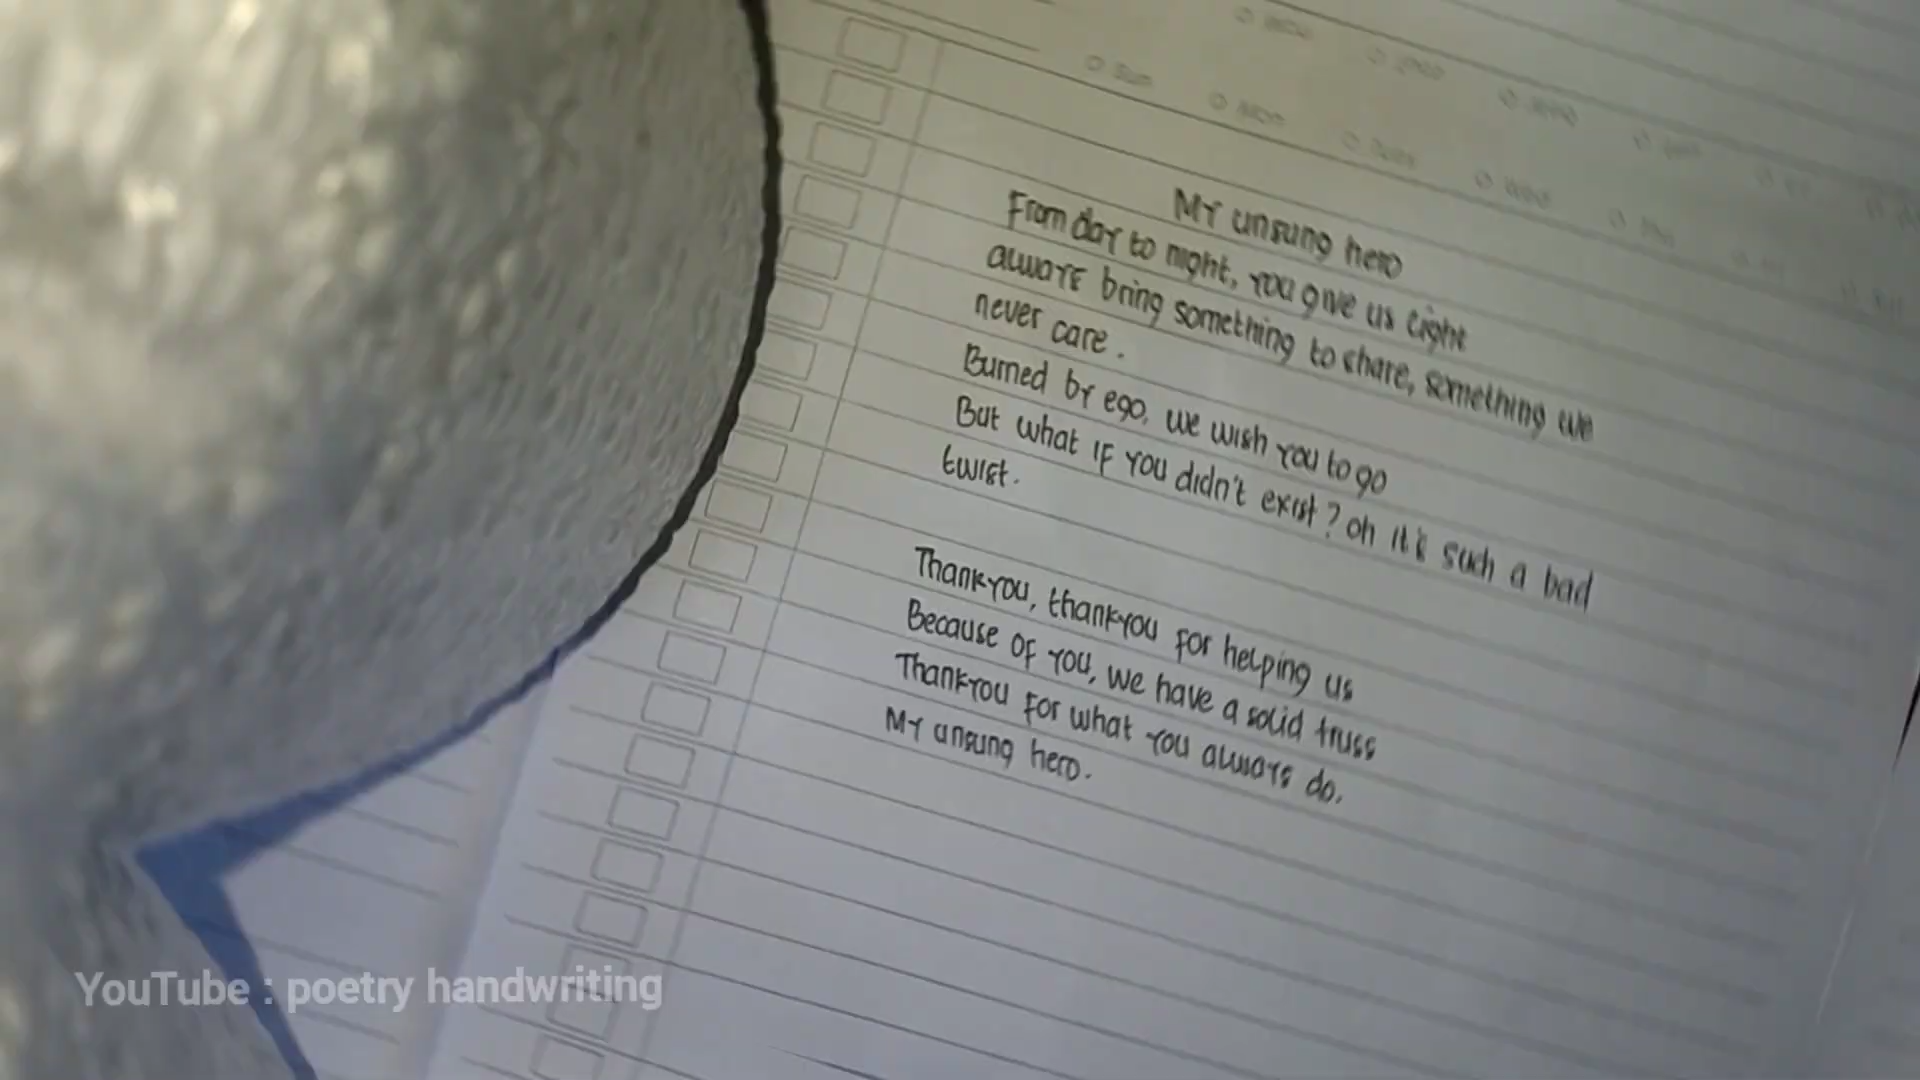 My unsung hero
From day to night, you give us light
always bring something to share, something we
never care.
Burned by ego, we wish you to go
But what if you didn't exist? oh it's such a bad
twist.
Thankyou, thankyou for helping us
Because of you, we have a solid truss
Thankyou for what you always do.
My unsung hero.
YouTube : poetry handwriting